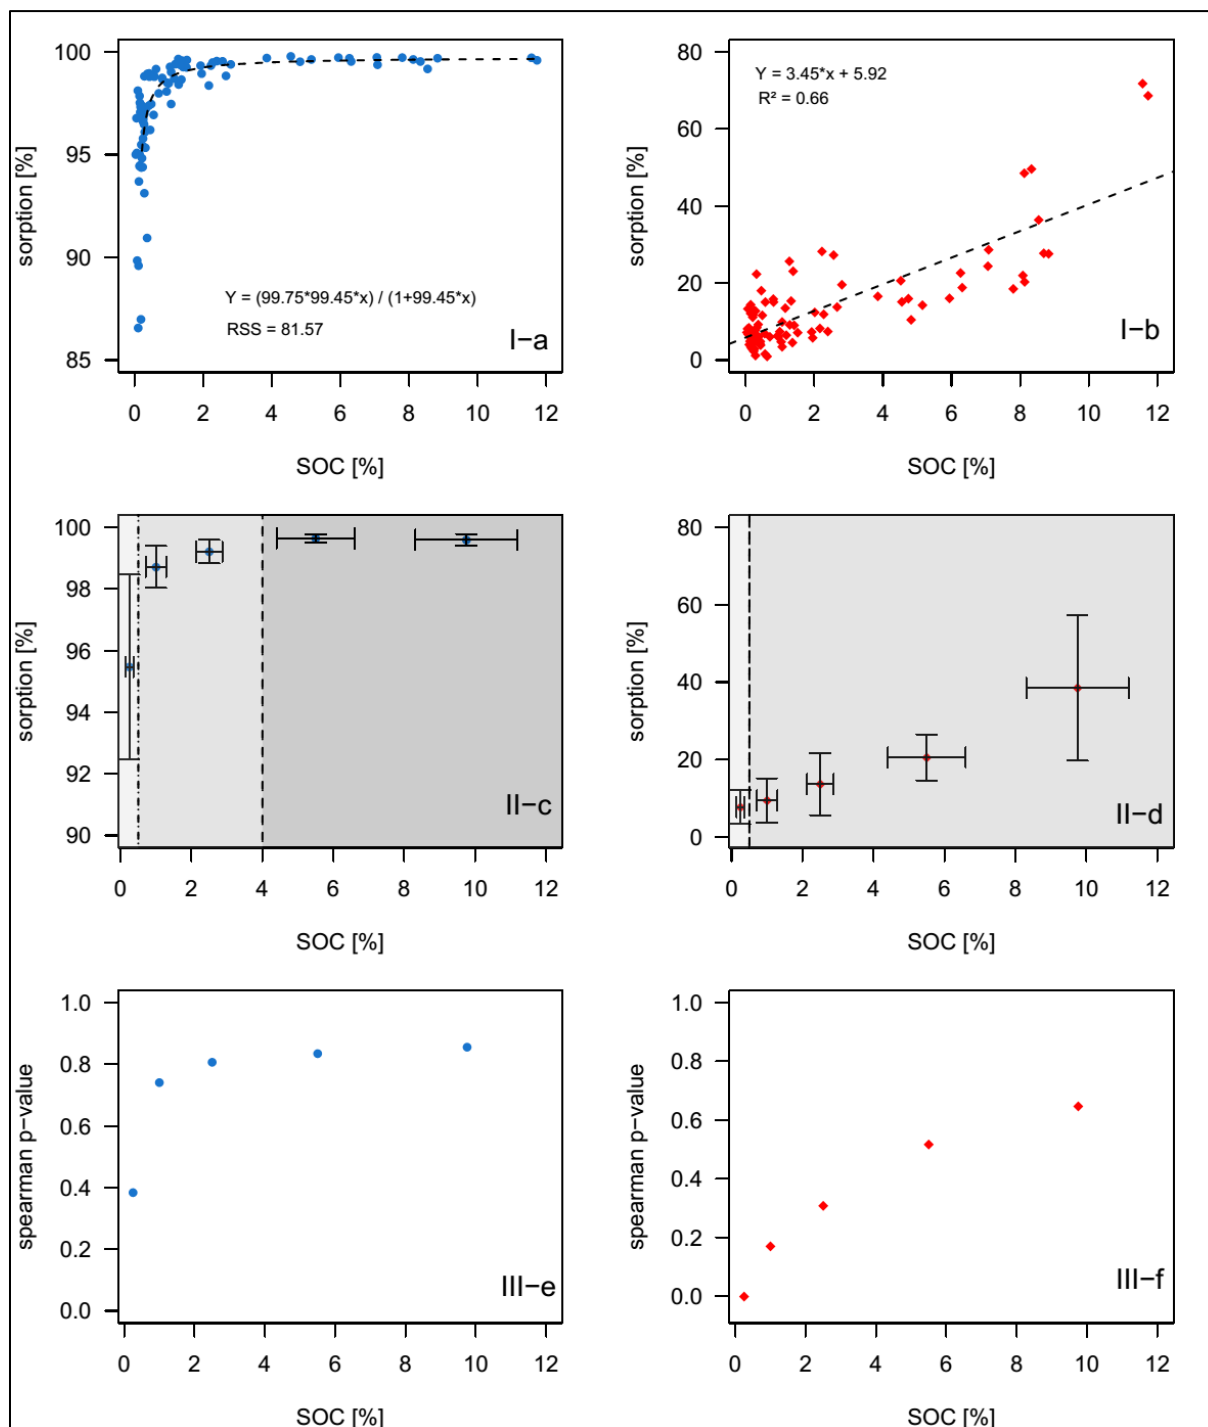 100
95
90
85
sorption [%]
Y = (99.75*99.45*x) / (1+99.45*x)
RSS = 81.57
I−a
0 2 4 6 8 10 12
SOC [%]
80
60
40
20
0
sorption [%]
Y = 3.45*x + 5.92
R² = 0.66
I−b
0 2 4 6 8 10 12
SOC [%]
100
98
96
94
92
90
sorption [%]
II−c
0 2 4 6 8 10 12
SOC [%]
80
60
40
20
0
sorption [%]
II−d
0 2 4 6 8 10 12
SOC [%]
1.0
0.8
0.6
0.4
0.2
0.0
spearman p−value
III−e
0 2 4 6 8 10 12
SOC [%]
1.0
0.8
0.6
0.4
0.2
0.0
spearman p−value
III−f
0 2 4 6 8 10 12
SOC [%]